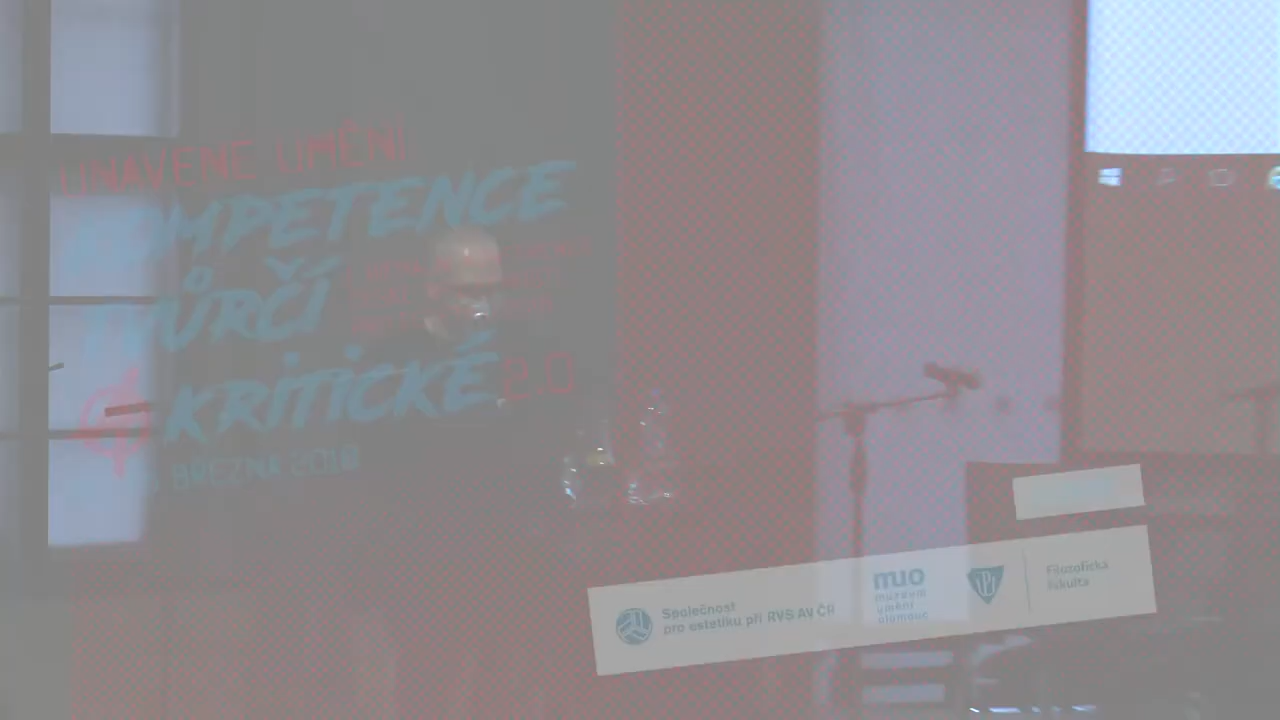 UNAVENÉ UMĚNÍ
KOMPETENCE
TVŮRČÍ
KRITICKÉ 2.0
BŘEZNA 2018
Společnost
pro estetiku při RVS AV ČR
muo
muzeum
umění
olomouc
Filozofická
fakulta